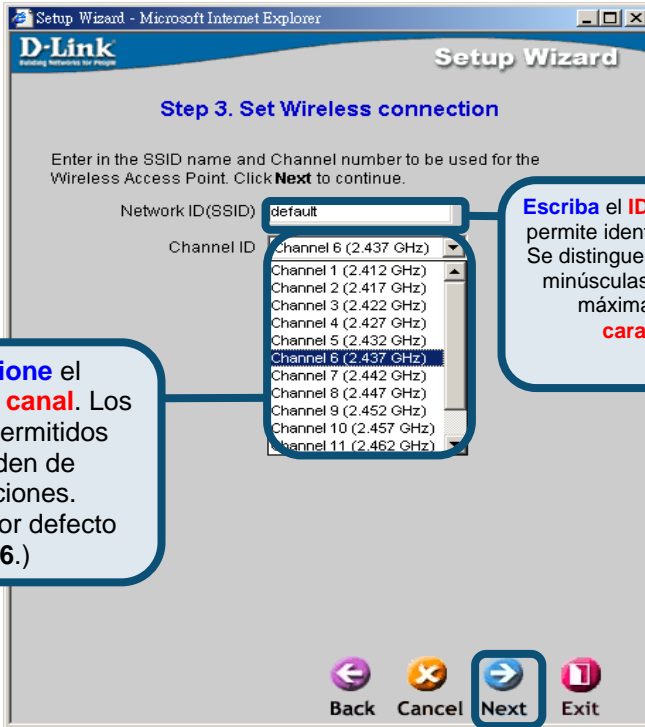 Setup Wizard - Microsoft Internet Explorer
D-Link
Building Networks for People
Setup Wizard
Step 3. Set Wireless connection
Enter in the SSID name and Channel number to be used for the
Wireless Access Point. Click Next to continue.
Network ID(SSID) default
Channel ID Channel 6 (2.437 GHz)
Channel 1 (2.412 GHz)
Channel 2 (2.417 GHz)
Channel 3 (2.422 GHz)
Channel 4 (2.427 GHz)
Channel 5 (2.432 GHz)
Channel 6 (2.437 GHz)
Channel 7 (2.442 GHz)
Channel 8 (2.447 GHz)
Channel 9 (2.452 GHz)
Channel 10 (2.457 GHz)
Channel 11 (2.462 GHz)
Escriba el ID
permite ident
Se distingue
minúsculas
máxima
cara
ione el
canal. Los
ermitidos
den de
ciones.
or defecto
6.)
Back Cancel Next Exit